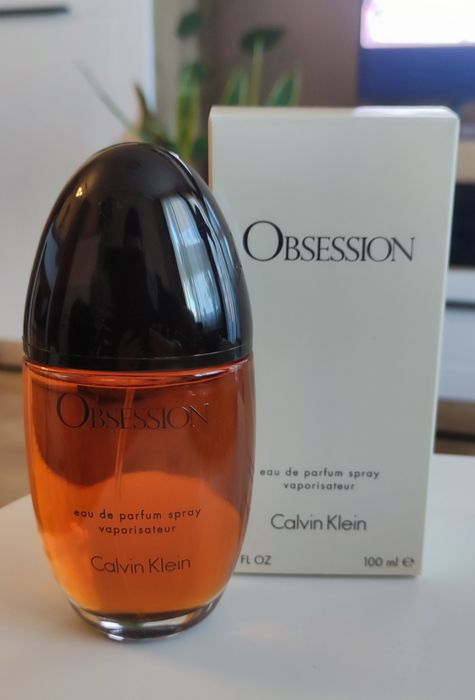 OBSESSION
eau de parfum spray
vaporisateur
Calvin Klein
OBSESSION
eau de parfum spray
vaporisateur
Calvin Klein
FL OZ 100 ml ℮